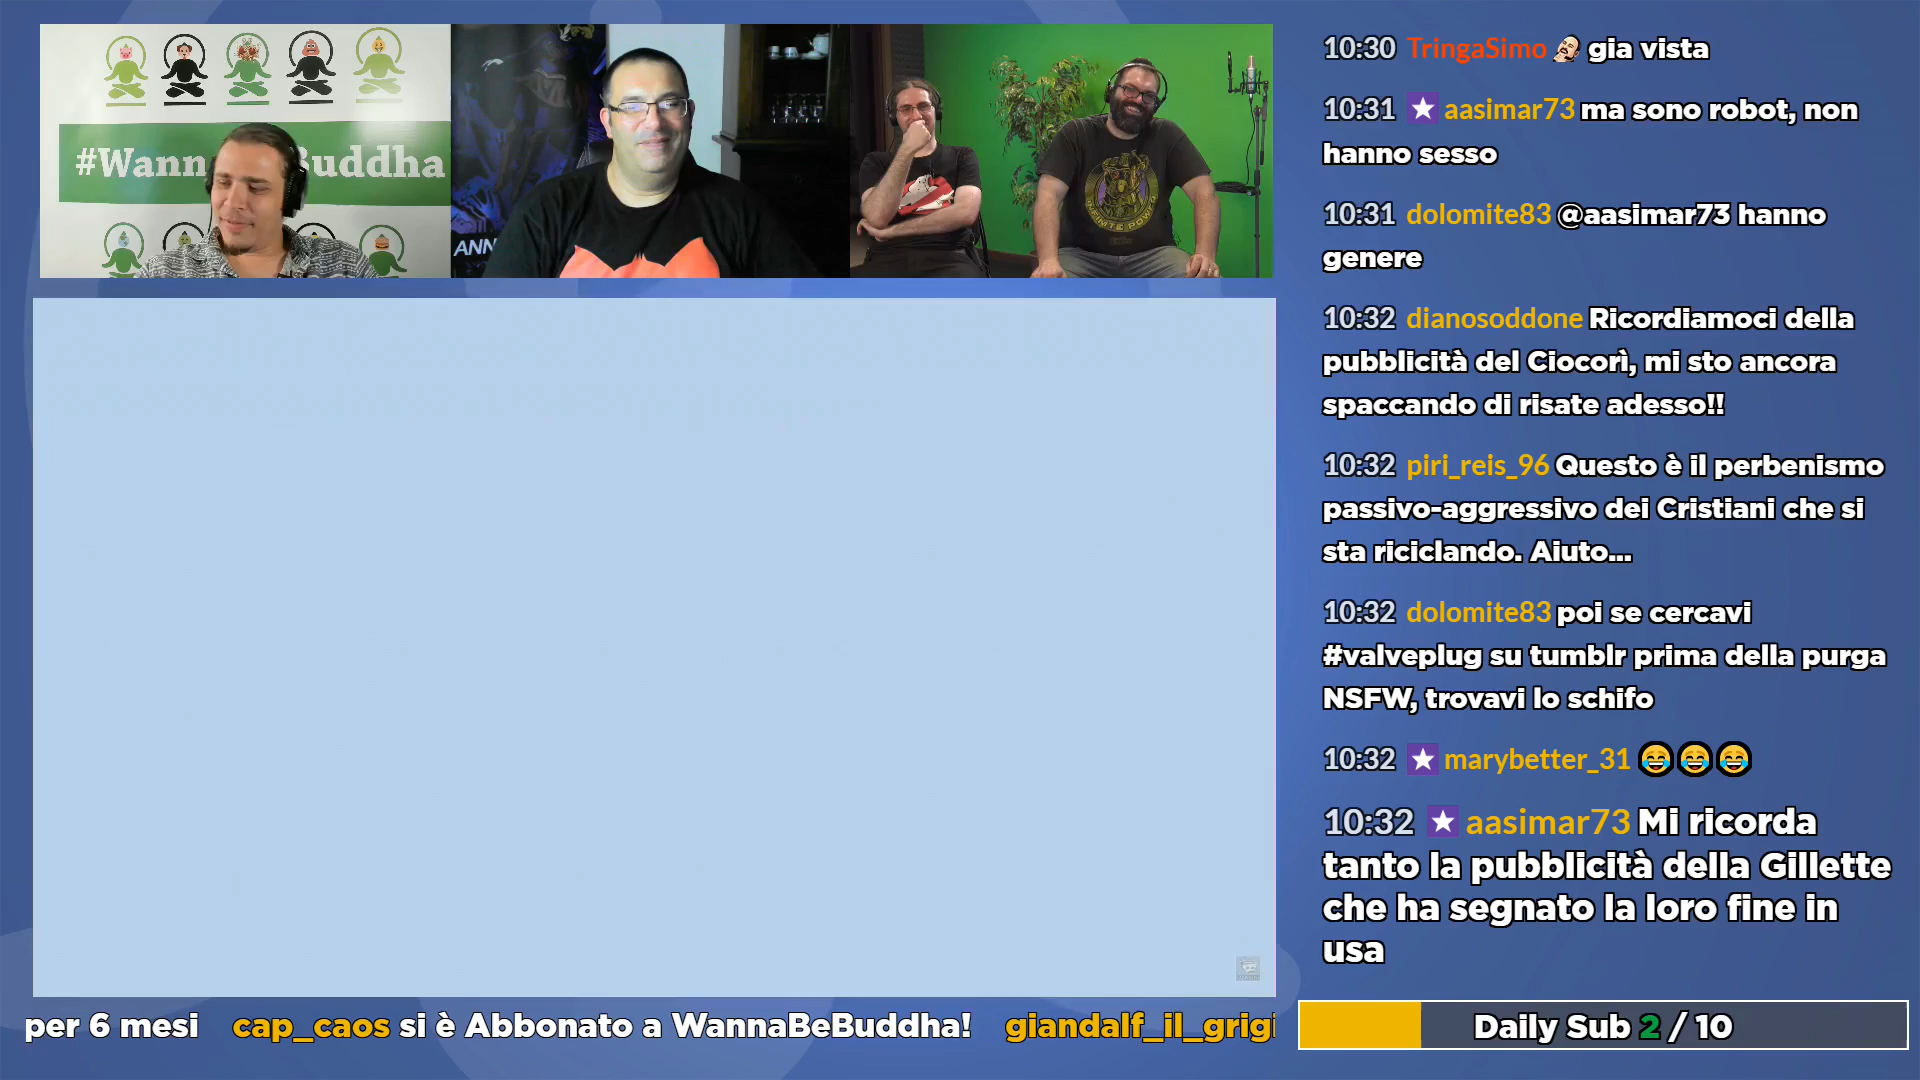 #Wann Buddha
ANN
INFINITE POWER
10:30 TringaSimo gia vista
10:31 aasimar73 ma sono robot, non
hanno sesso
10:31 dolomite83 @aasimar73 hanno
genere
10:32 dianosoddone Ricordiamoci della
pubblicità del Ciocorì, mi sto ancora
spaccando di risate adesso!!
10:32 piri_reis_96 Questo è il perbenismo
passivo-aggressivo dei Cristiani che si
sta riciclando. Aiuto...
10:32 dolomite83 poi se cercavi
#valveplug su tumblr prima della purga
NSFW, trovavi lo schifo
10:32 marybetter_31 😂😂😂
10:32 aasimar73 Mi ricorda
tanto la pubblicità della Gillette
che ha segnato la loro fine in
usa
per 6 mesi cap_caos si è Abbonato a WannaBeBuddha! giandalf_il_grigi
Daily Sub 2 / 10